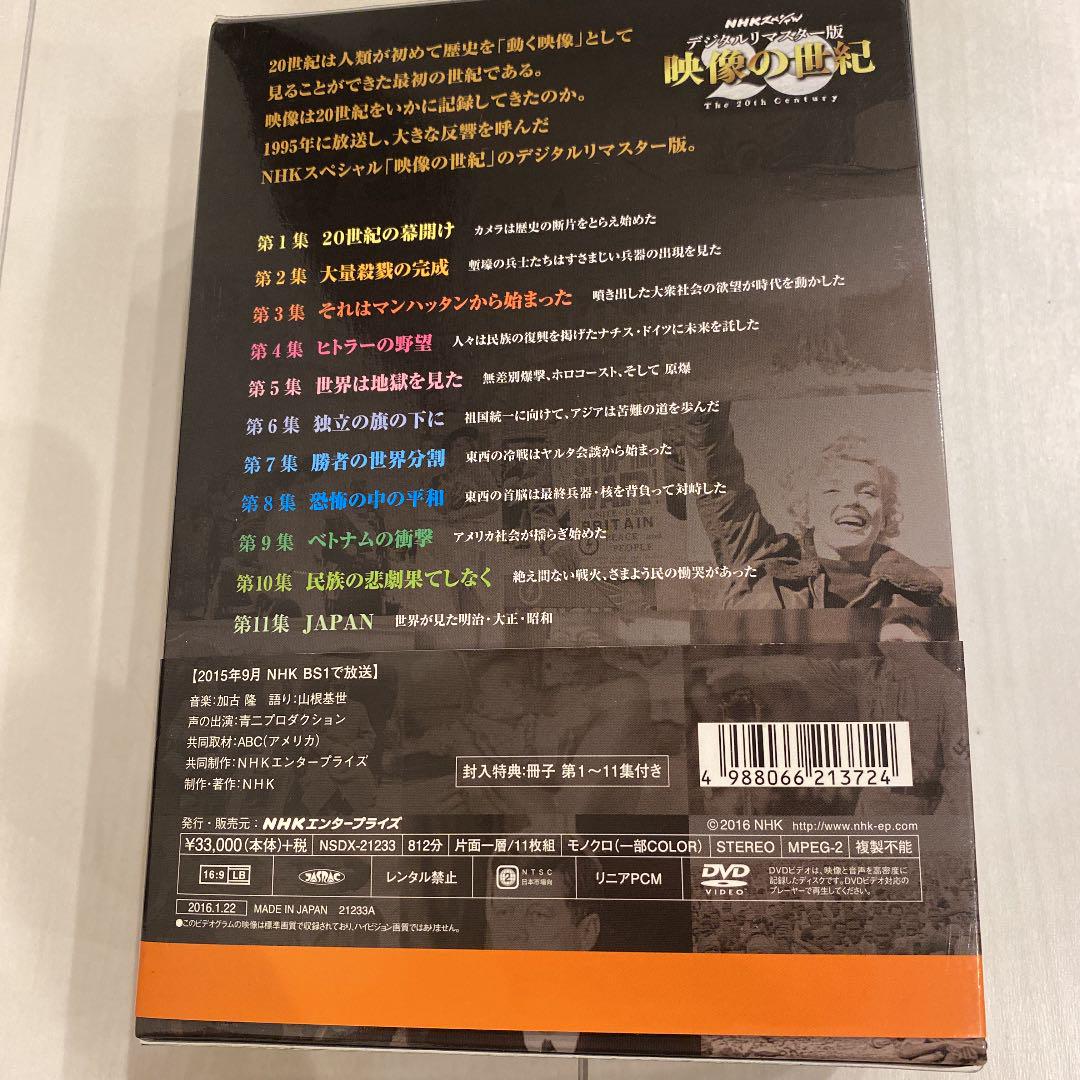 NHKスペシャル
デジタルリマスター版
映像の世紀
The 20th Century
20世紀は人類が初めて歴史を「動く映像」として
見ることができた最初の世紀である。
映像は20世紀をいかに記録してきたのか。
1995年に放送し、大きな反響を呼んだ
NHKスペシャル「映像の世紀」のデジタルリマスター版。
第1集 20世紀の幕開け カメラは歴史の断片をとらえ始めた
第2集 大量殺戮の完成 塹壕の兵士たちはすさまじい兵器の出現を見た
第3集 それはマンハッタンから始まった 噴き出した大衆社会の欲望が時代を動かした
第4集 ヒトラーの野望 人々は民族の復興を掲げたナチス・ドイツに未来を託した
第5集 世界は地獄を見た 無差別爆撃、ホロコースト、そして 原爆
第6集 独立の旗の下に 祖国統一に向けて、アジアは苦難の道を歩んだ
第7集 勝者の世界分割 東西の冷戦はヤルタ会談から始まった
第8集 恐怖の中の平和 東西の首脳は最終兵器・核を背負って対峙した
第9集 ベトナムの衝撃 アメリカ社会が揺らぎ始めた
第10集 民族の悲劇果てしなく 絶え間ない戦火、さまよう民の慟哭があった
第11集 JAPAN 世界が見た明治・大正・昭和
BRITAIN
PEACE and
PEOPLE
【2015年9月 NHK BS1で放送】
音楽:加古 隆 語り:山根基世
声の出演:青二プロダクション
共同取材:ABC(アメリカ)
共同制作:NHKエンタープライズ
制作・著作:NHK
封入特典:冊子 第1〜11集付き
4 988066 213724
発行・販売元: NHKエンタープライズ
©2016 NHK http://www.nhk-ep.com
¥33,000(本体)+税 NSDX-21233 812分 片面一層/11枚組 モノクロ(一部COLOR) STEREO MPEG-2 複製不能
16:9 LB JASRAC レンタル禁止 2 NTSC 日本市場向 リニアPCM DVD VIDEO
DVDビデオは、映像と音声を高密度に
記録したディスクです。DVDビデオ対応の
プレーヤーで再生してください。
2016.1.22 MADE IN JAPAN 21233A
●このビデオグラムの映像は標準画質で収録されており、ハイビジョン画質ではありません。